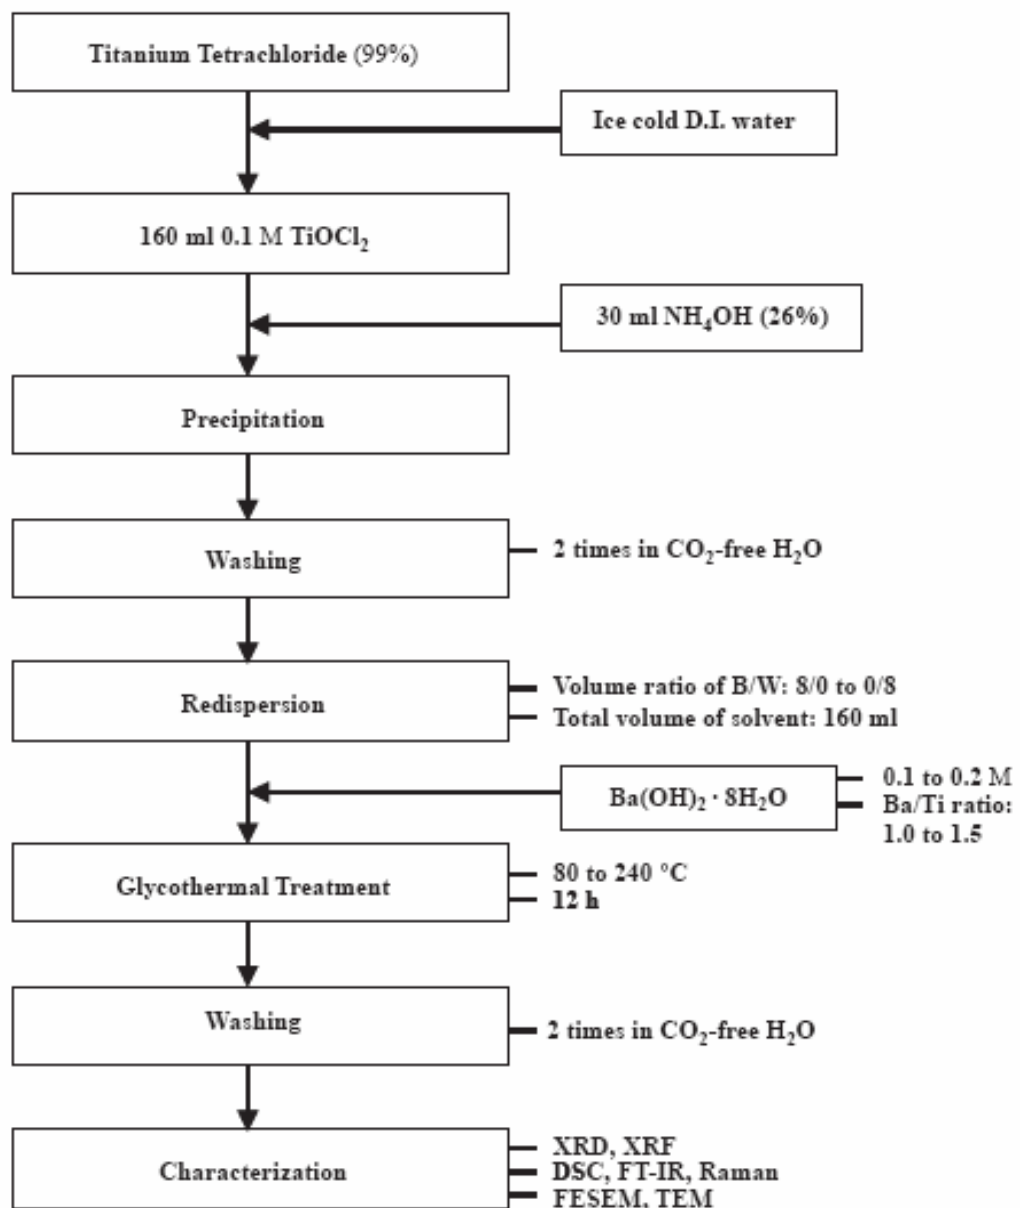 Titanium Tetrachloride (99%)
Ice cold D.I. water
160 ml 0.1 M TiOCl₂
30 ml NH₄OH (26%)
Precipitation
Washing
2 times in CO₂-free H₂O
Redispersion
Volume ratio of B/W: 8/0 to 0/8
Total volume of solvent: 160 ml
Ba(OH)₂ · 8H₂O
0.1 to 0.2 M
Ba/Ti ratio:
1.0 to 1.5
Glycothermal Treatment
80 to 240 °C
12 h
Washing
2 times in CO₂-free H₂O
Characterization
XRD, XRF
DSC, FT-IR, Raman
FESEM, TEM